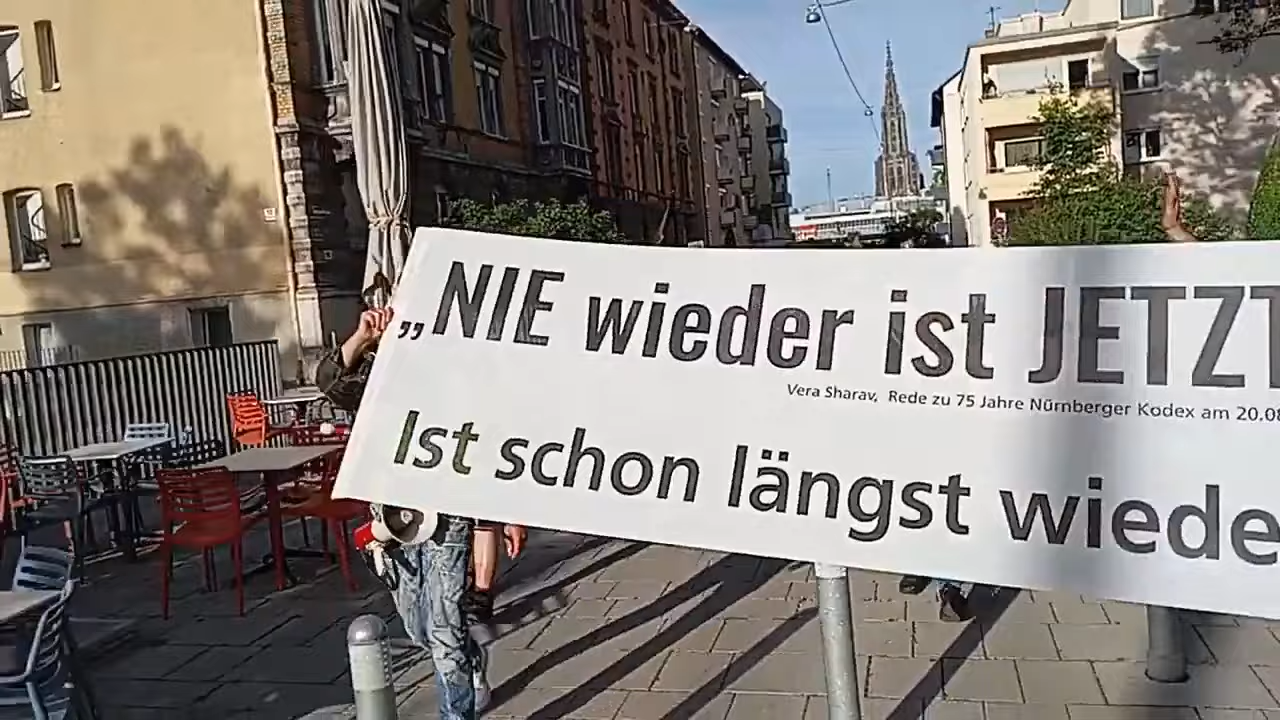 „NIE wieder ist JETZT
Vera Sharav, Rede zu 75 Jahre Nürnberger Kodex am 20.08
Ist schon längst wiede